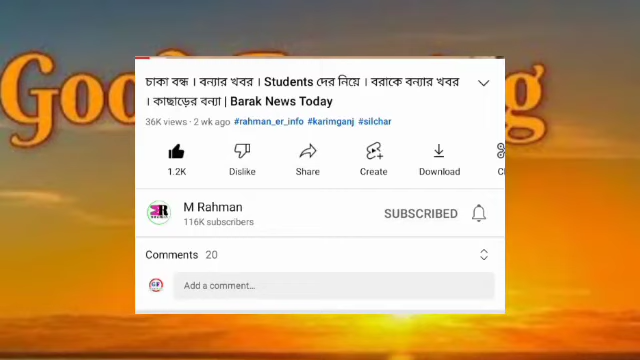 Goo
g
চাকা বন্ধ । বন্যার খবর । Students দের নিয়ে । বরাকে বন্যার খবর
। কাছাড়ের বন্যা | Barak News Today
36K views · 2 wk ago #rahman_er_info #karimganj #silchar
1.2K Dislike Share Create Download
M Rahman SUBSCRIBED
116K subscribers
Comments 20
Add a comment...